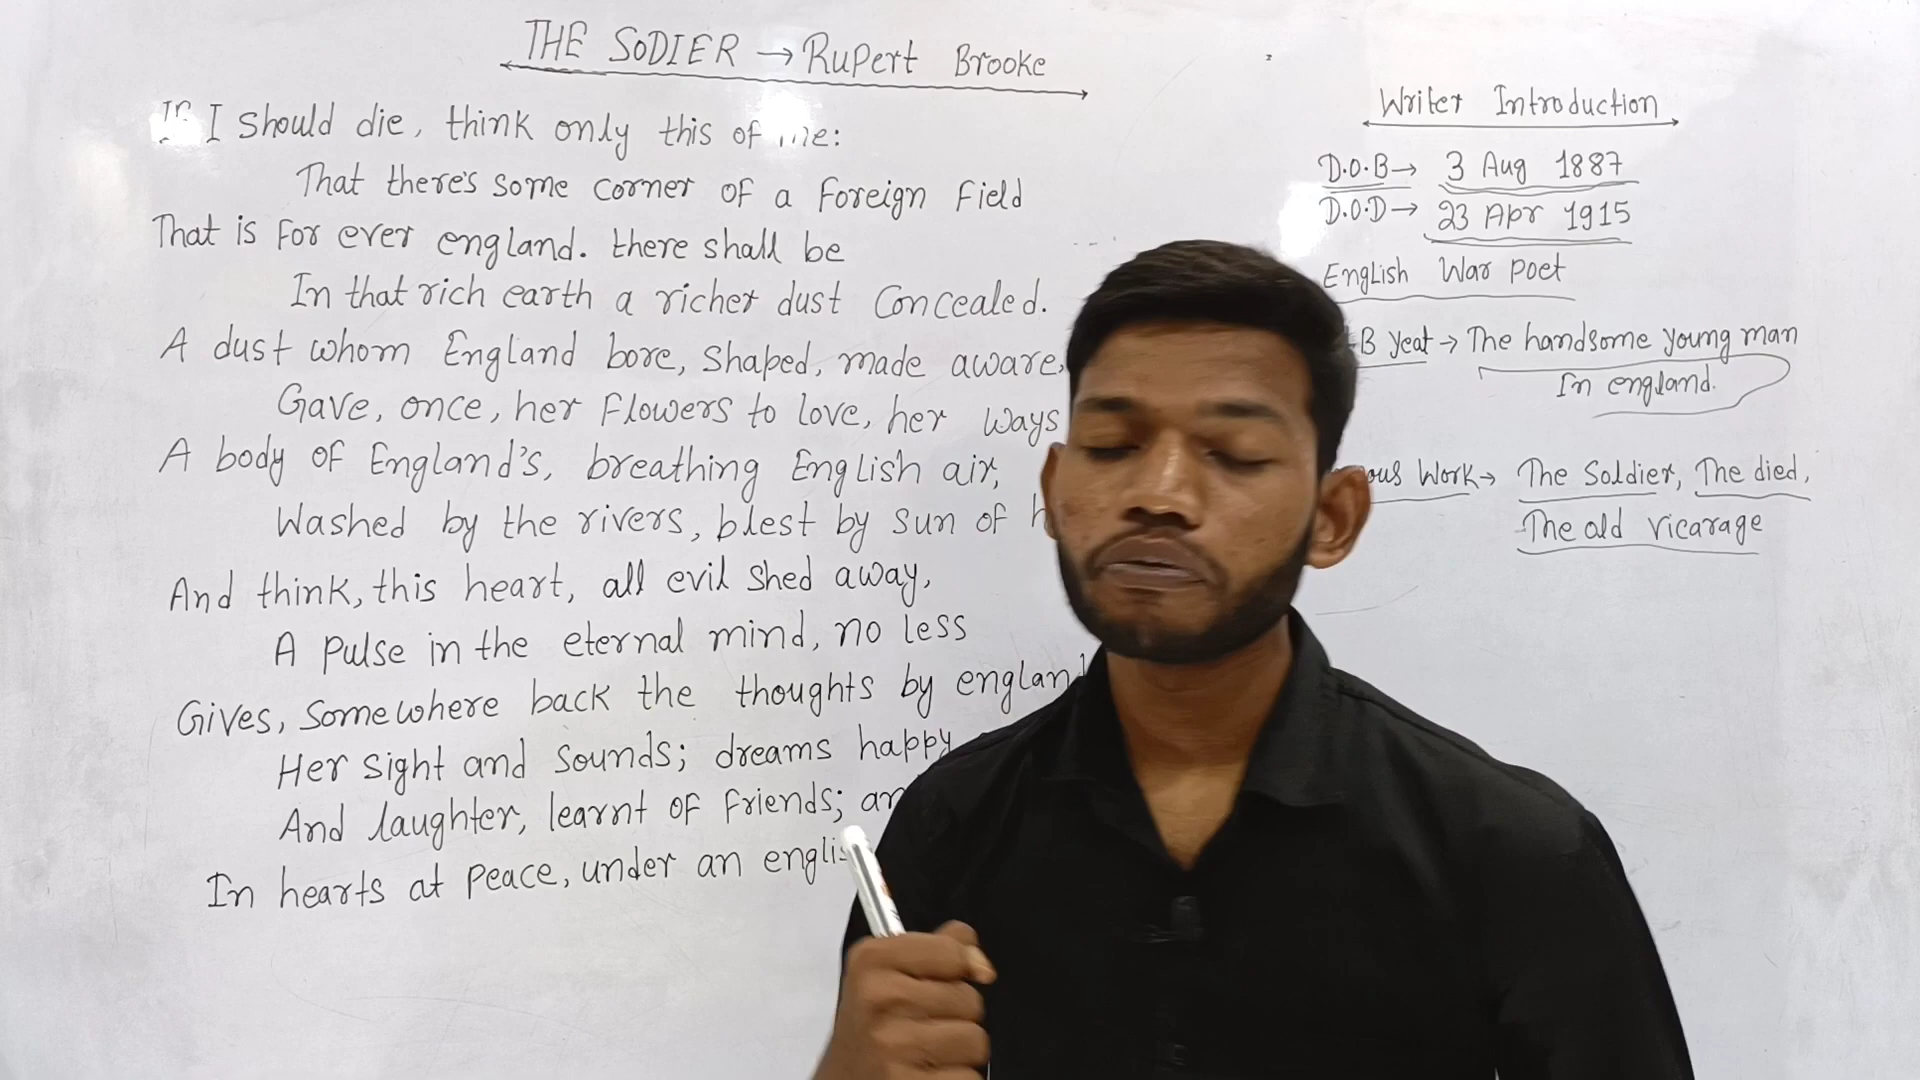 THE SODIER → Rupert Brooke
I should die, think only this of me:
That there's some corner of a foreign field
That is for ever england. there shall be
In that rich earth a richer dust concealed.
A dust whom England bore, shaped, made aware,
Gave, once, her flowers to love, her ways
A body of England's, breathing English air,
Washed by the rivers, blest by sun of
And think, this heart, all evil shed away,
A pulse in the eternal mind, no less
Gives, somewhere back the thoughts by england
Her sight and sounds; dreams happy
And laughter, learnt of friends;
In hearts at peace, under an
Writer Introduction
D.O.B → 3 Aug 1887
D.O.D → 23 Apr 1915
English War poet
B yeat → The handsome young man
In england.
Work → The Soldier, The died,
The old vicarage